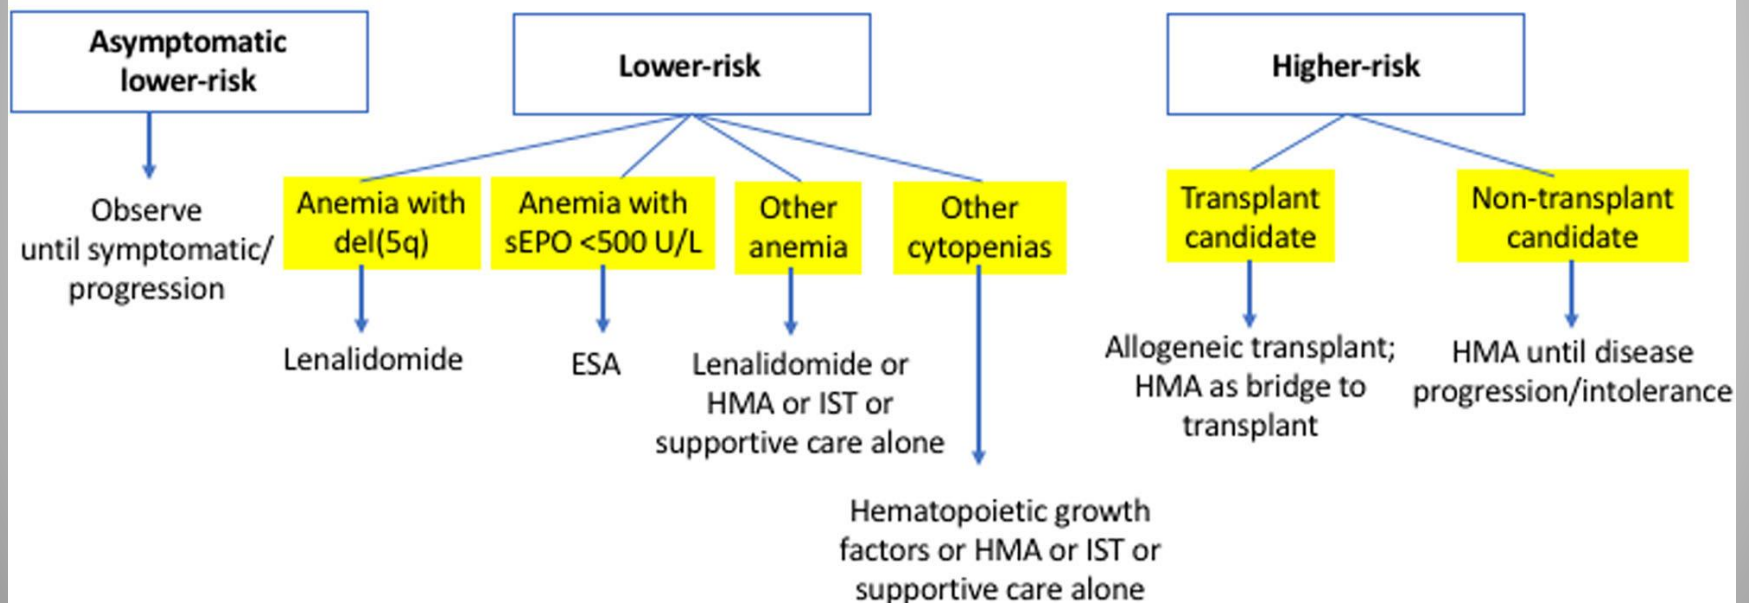 Asymptomatic
lower-risk
Lower-risk
Higher-risk
Observe
until symptomatic/
progression
Anemia with
del(5q)
Lenalidomide
Anemia with
sEPO <500 U/L
ESA
Other
anemia
Lenalidomide or
HMA or IST or
supportive care alone
Other
cytopenias
Hematopoietic growth
factors or HMA or IST or
supportive care alone
Transplant
candidate
Allogeneic transplant;
HMA as bridge to
transplant
Non-transplant
candidate
HMA until disease
progression/intolerance